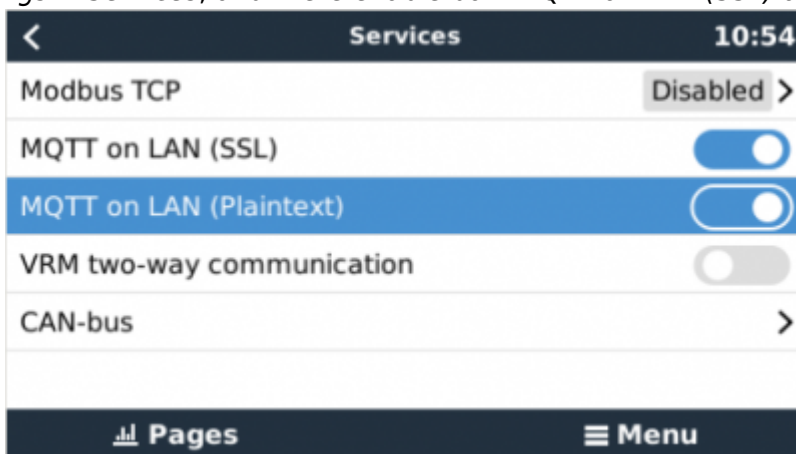 Services 10:54
Modbus TCP Disabled
MQTT on LAN (SSL)
MQTT on LAN (Plaintext)
VRM two-way communication
CAN-bus
Pages Menu